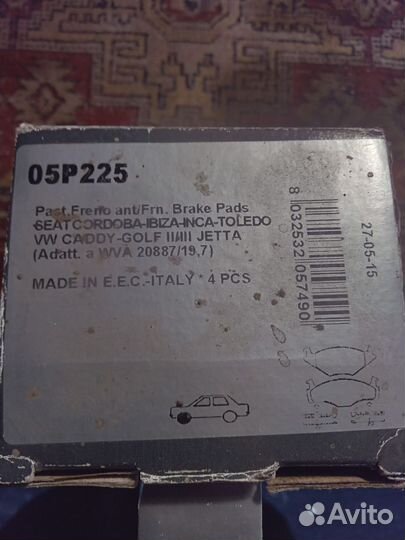 05P225
Past.Freno ant/Frn. Brake Pads
SEAT CORDOBA-IBIZA-INCA-TOLEDO
VW CADDY-GOLF II/III JETTA
(Adatt. a WVA 20887/19,7)
MADE IN E.E.C.-ITALY * 4 PCS
8 032532 057490
27-05-15
Avito